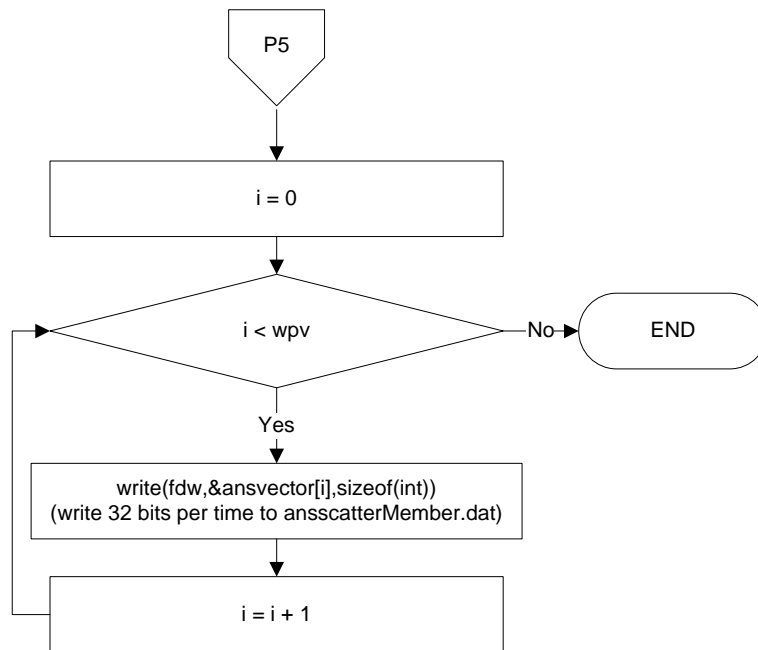 P5
i = 0
i < wpv
No
END
Yes
write(fdw,&ansvector[i],sizeof(int))
(write 32 bits per time to ansscatterMember.dat)
i = i + 1